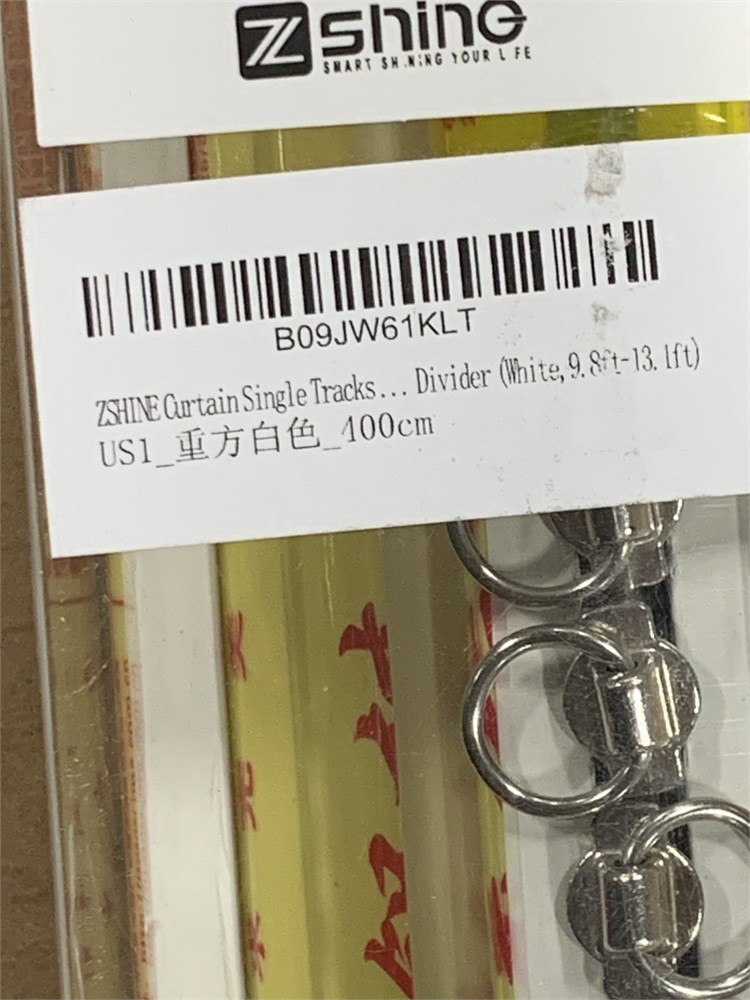 Zshine
SMART SHINING YOUR LIFE
B09JW61KLT
ZSHINE Curtain Single Tracks... Divider (White, 9.8ft-13.1ft)
US1_重方白色_400cm